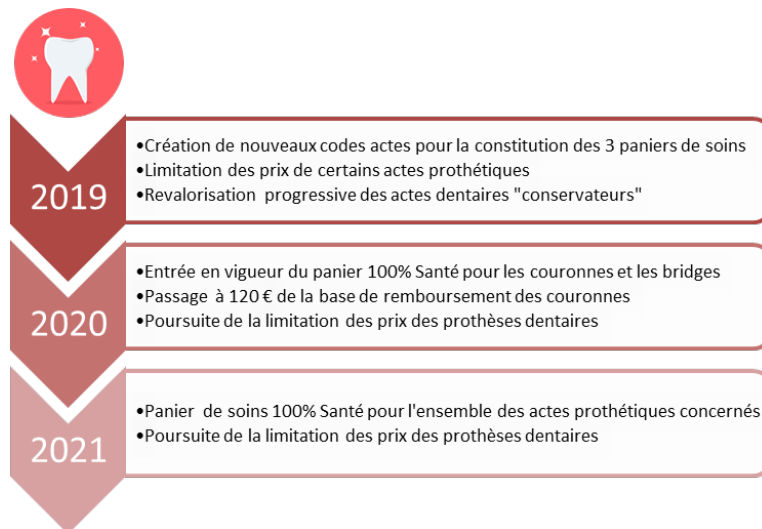 2019
•Création de nouveaux codes actes pour la constitution des 3 paniers de soins
•Limitation des prix de certains actes prothétiques
•Revalorisation progressive des actes dentaires "conservateurs"
2020
•Entrée en vigueur du panier 100% Santé pour les couronnes et les bridges
•Passage à 120 € de la base de remboursement des couronnes
•Poursuite de la limitation des prix des prothèses dentaires
2021
•Panier de soins 100% Santé pour l'ensemble des actes prothétiques concernés
•Poursuite de la limitation des prix des prothèses dentaires